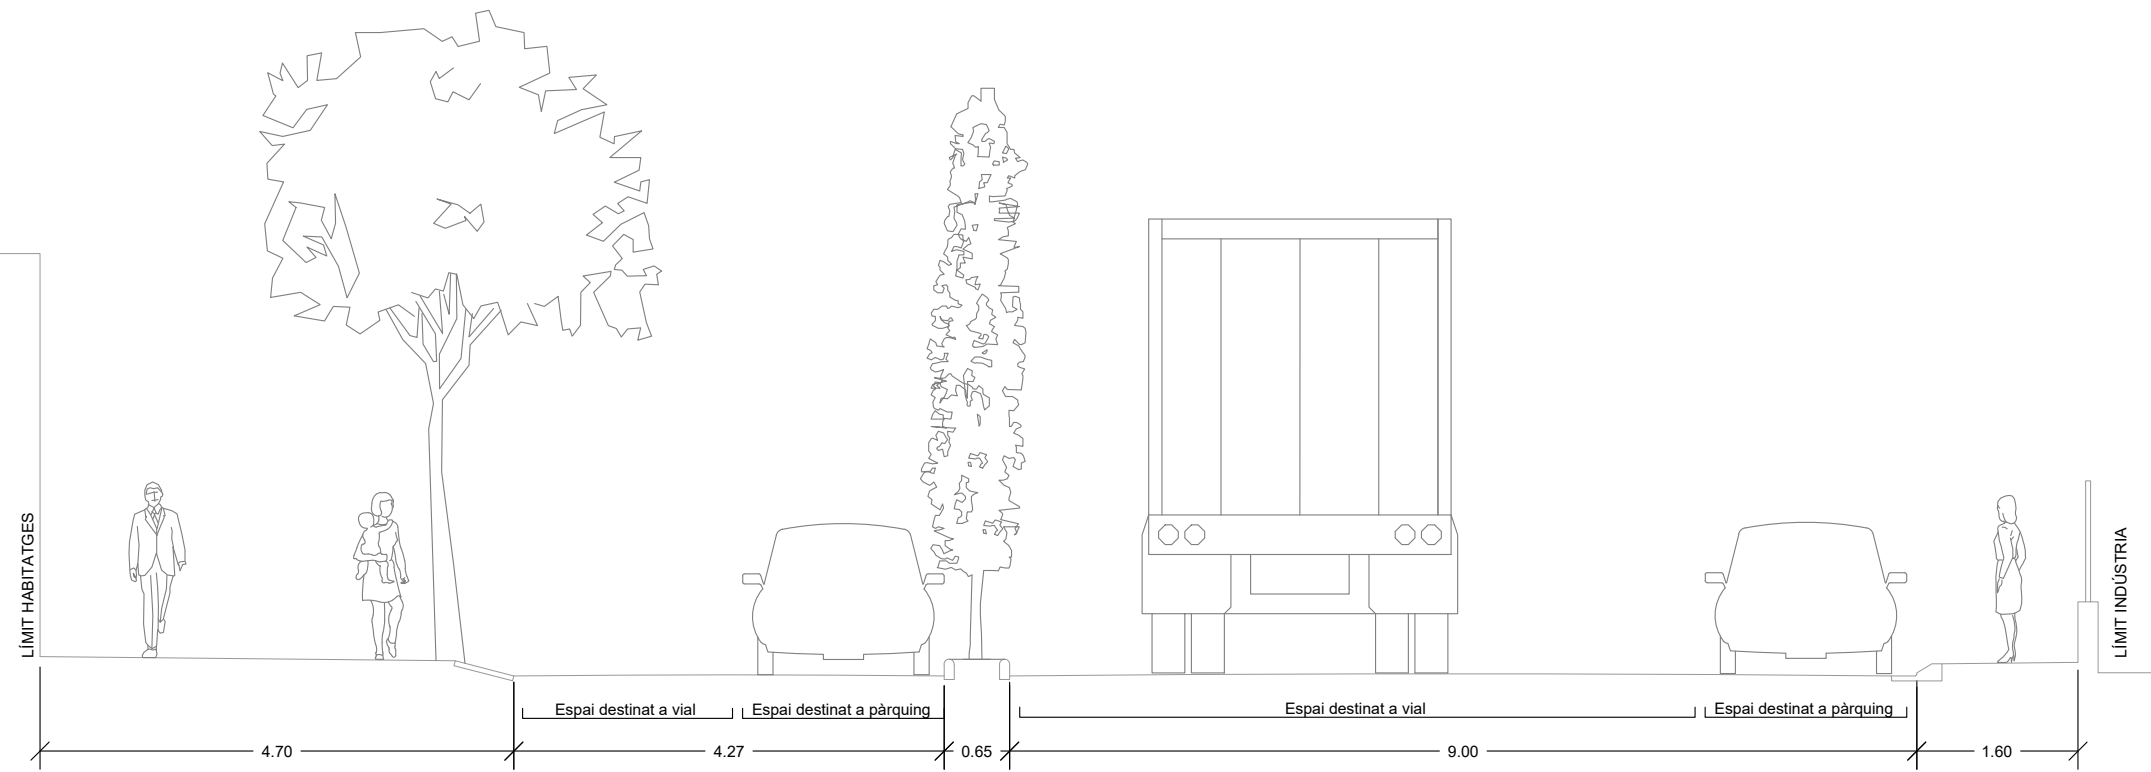 LÍMIT HABITATGES
LÍMIT INDÚSTRIA
Espai destinat a vial
Espai destinat a pàrquing
Espai destinat a vial
Espai destinat a pàrquing
4.70
4.27
0.65
9.00
1.60